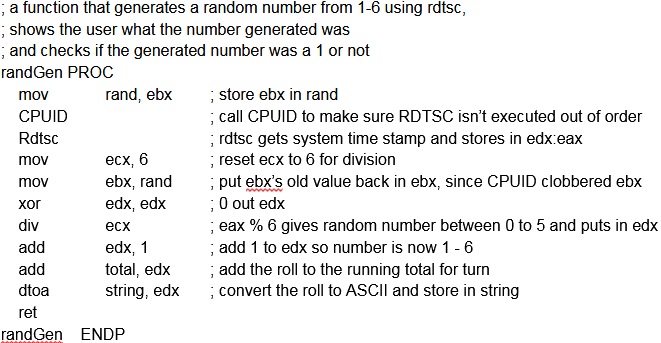 ; a function that generates a random number from 1-6 using rdtsc,
; shows the user what the number generated was
; and checks if the generated number was a 1 or not
randGen PROC
mov rand, ebx ; store ebx in rand
CPUID ; call CPUID to make sure RDTSC isn’t executed out of order
Rdtsc ; rdtsc gets system time stamp and stores in edx:eax
mov ecx, 6 ; reset ecx to 6 for division
mov ebx, rand ; put ebx’s old value back in ebx, since CPUID clobbered ebx
xor edx, edx ; 0 out edx
div ecx ; eax % 6 gives random number between 0 to 5 and puts in edx
add edx, 1 ; add 1 to edx so number is now 1 - 6
add total, edx ; add the roll to the running total for turn
dtoa string, edx ; convert the roll to ASCII and store in string
ret
randGen ENDP